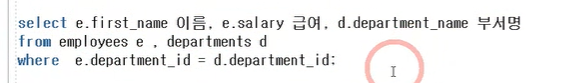 select e.first_name 이름, e.salary 급여, d.department_name 부서명
from employees e , departments d
where  e.department_id = d.department_id;